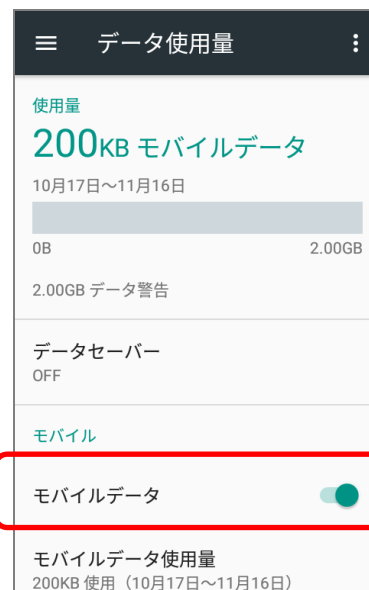 データ使用量
使用量
200KB モバイルデータ
10月17日～11月16日
0B 2.00GB
2.00GB データ警告
データセーバー
OFF
モバイル
モバイルデータ
モバイルデータ使用量
200KB 使用（10月17日～11月16日）